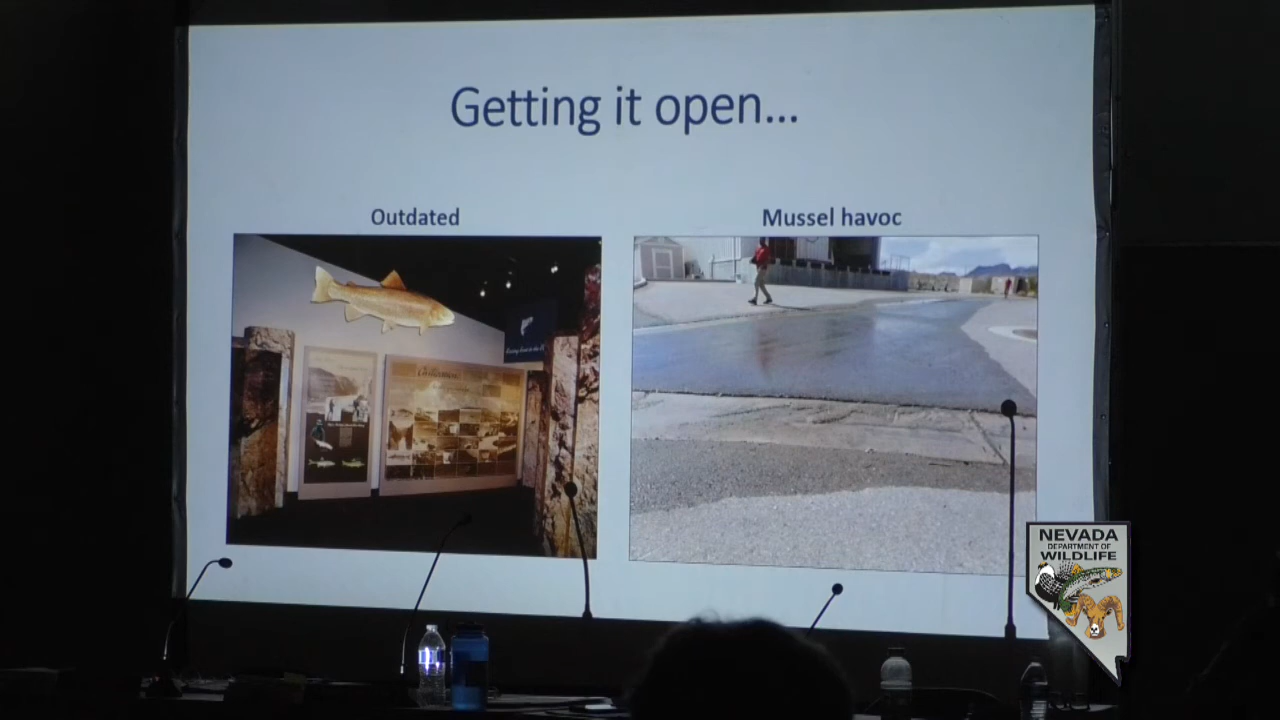 Getting it open...
Outdated
Mussel havoc
NEVADA
DEPARTMENT OF
WILDLIFE